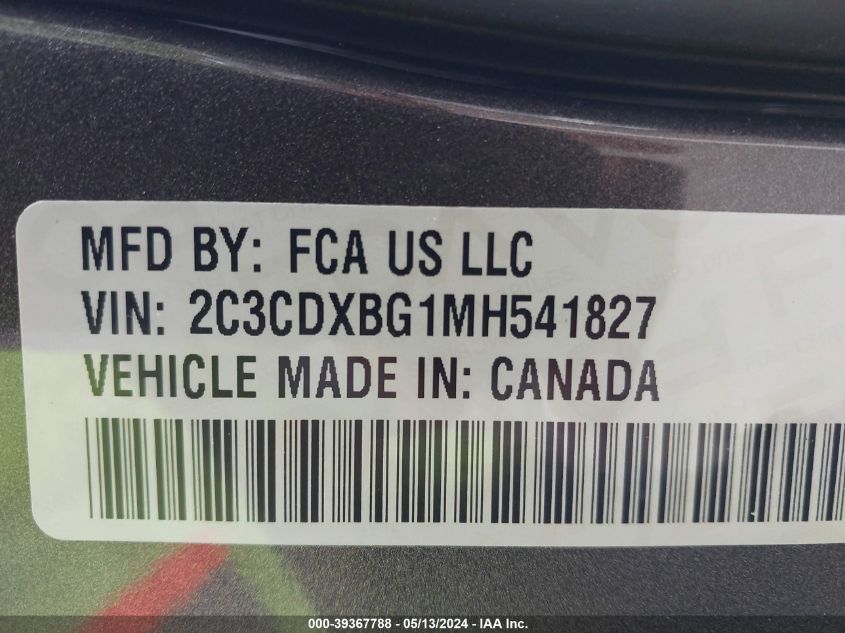 MFD BY: FCA US LLC
VIN: 2C3CDXBG1MH541827
VEHICLE MADE IN: CANADA
000-39367788 - 05/13/2024 - IAA Inc.